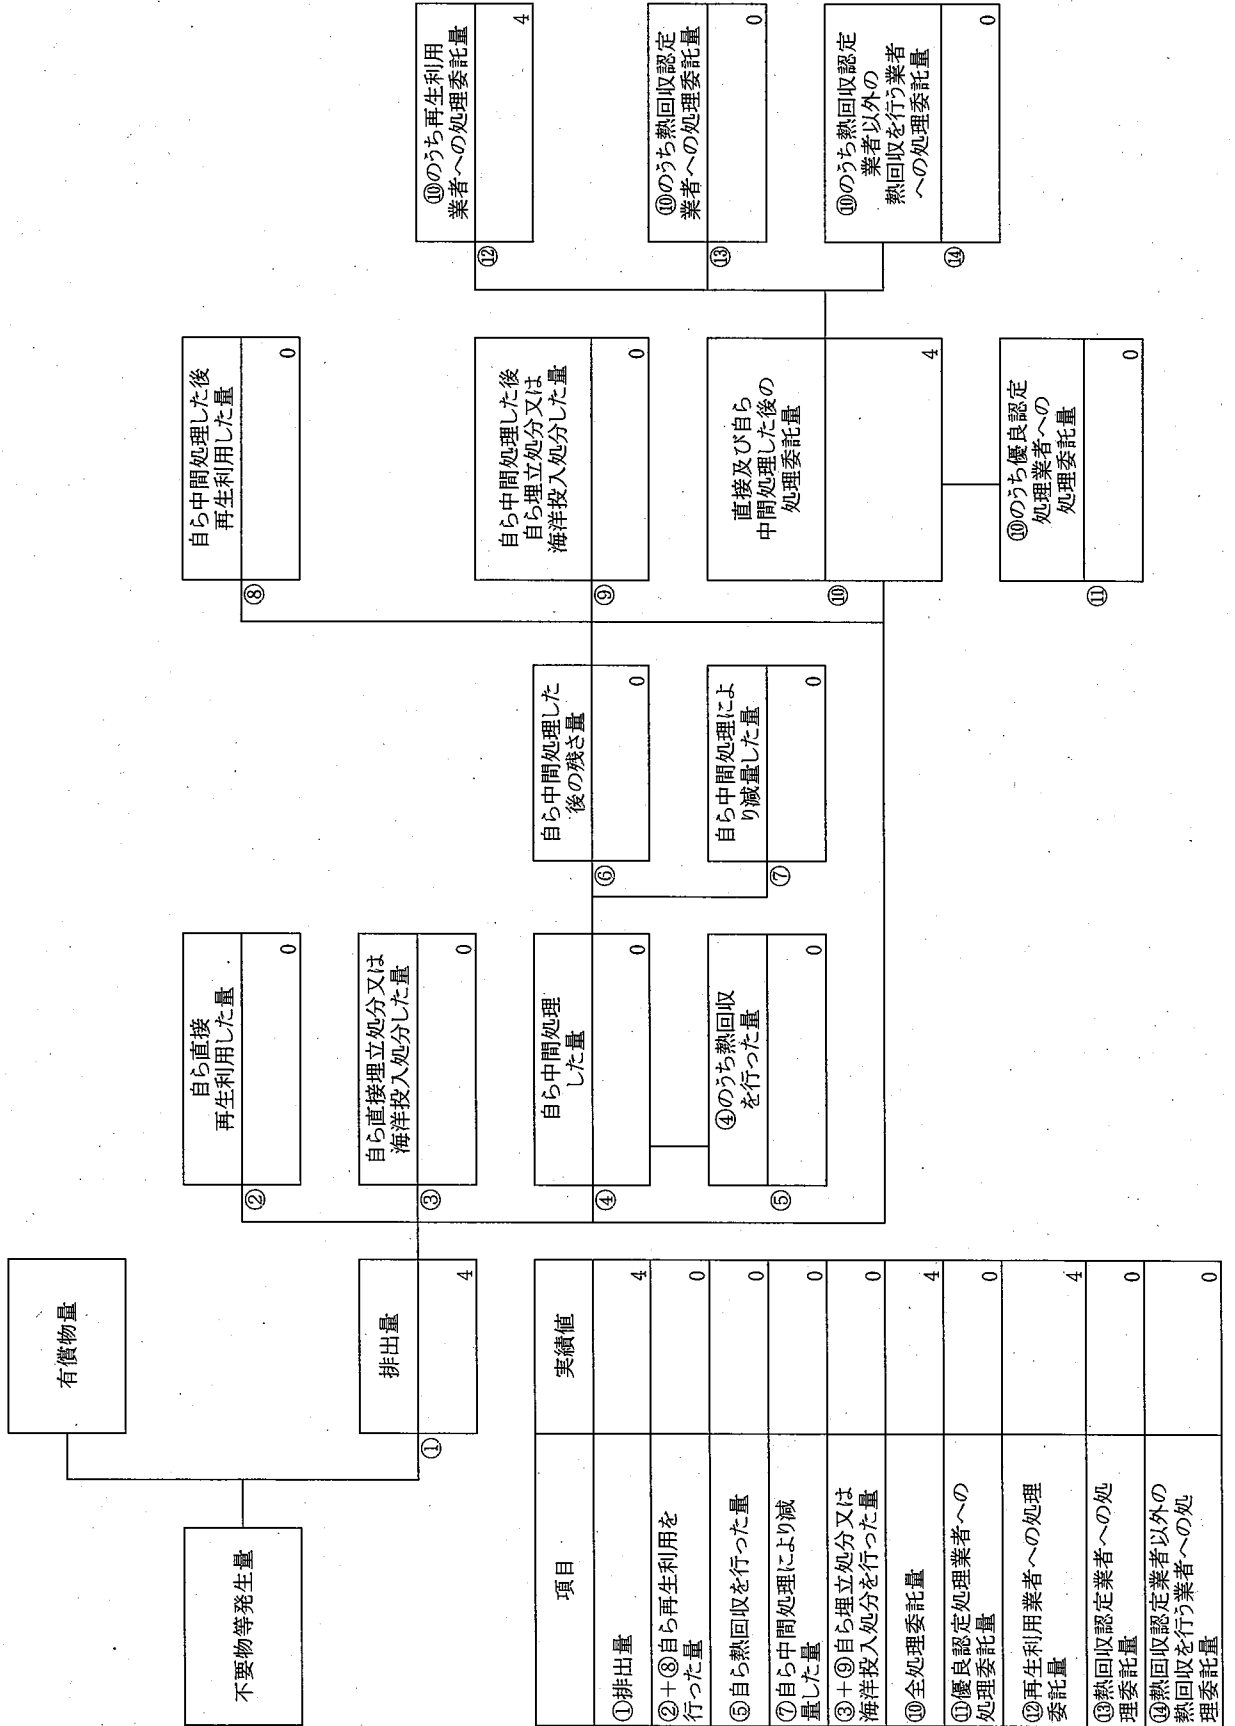 不要物等発生量
有償物量
①
排出量
4
②
自ら直接
再生利用した量
0
③
自ら直接埋立処分又は
海洋投入処分した量
0
④
自ら中間処理
した量
0
⑤
④のうち熱回収
を行った量
0
⑥
自ら中間処理した
後の残さ量
0
⑦
自ら中間処理によ
り減量した量
0
⑧
自ら中間処理した後
再生利用した量
0
⑨
自ら中間処理した後
自ら埋立処分又は
海洋投入処分した量
0
⑩
直接及び自ら
中間処理した後の
処理委託量
4
⑪
⑩のうち優良認定
処理業者への
処理委託量
0
⑫
⑩のうち再生利用
業者への処理委託量
4
⑬
⑩のうち熱回収認定
業者への処理委託量
0
⑭
⑩のうち熱回収認定
業者以外の
熱回収を行う業者
への処理委託量
0
項目 実績値
①排出量 4
②+⑧自ら再生利用を
行った量 0
⑤自ら熱回収を行った量 0
⑦自ら中間処理により減
量した量 0
③+⑨自ら埋立処分又は
海洋投入処分を行った量 0
⑩全処理委託量 4
⑪優良認定処理業者への
処理委託量 0
⑫再生利用業者への処理
委託量 4
⑬熱回収認定業者への処
理委託量 0
⑭熱回収認定業者以外の
熱回収を行う業者への処
理委託量 0